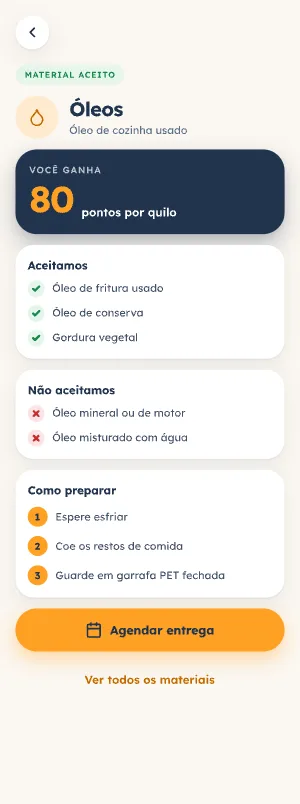 MATERIAL ACEITO
Óleos
Óleo de cozinha usado
VOCÊ GANHA
80 pontos por quilo
Aceitamos
Óleo de fritura usado
Óleo de conserva
Gordura vegetal
Não aceitamos
Óleo mineral ou de motor
Óleo misturado com água
Como preparar
1 Espere esfriar
2 Coe os restos de comida
3 Guarde em garrafa PET fechada
Agendar entrega
Ver todos os materiais